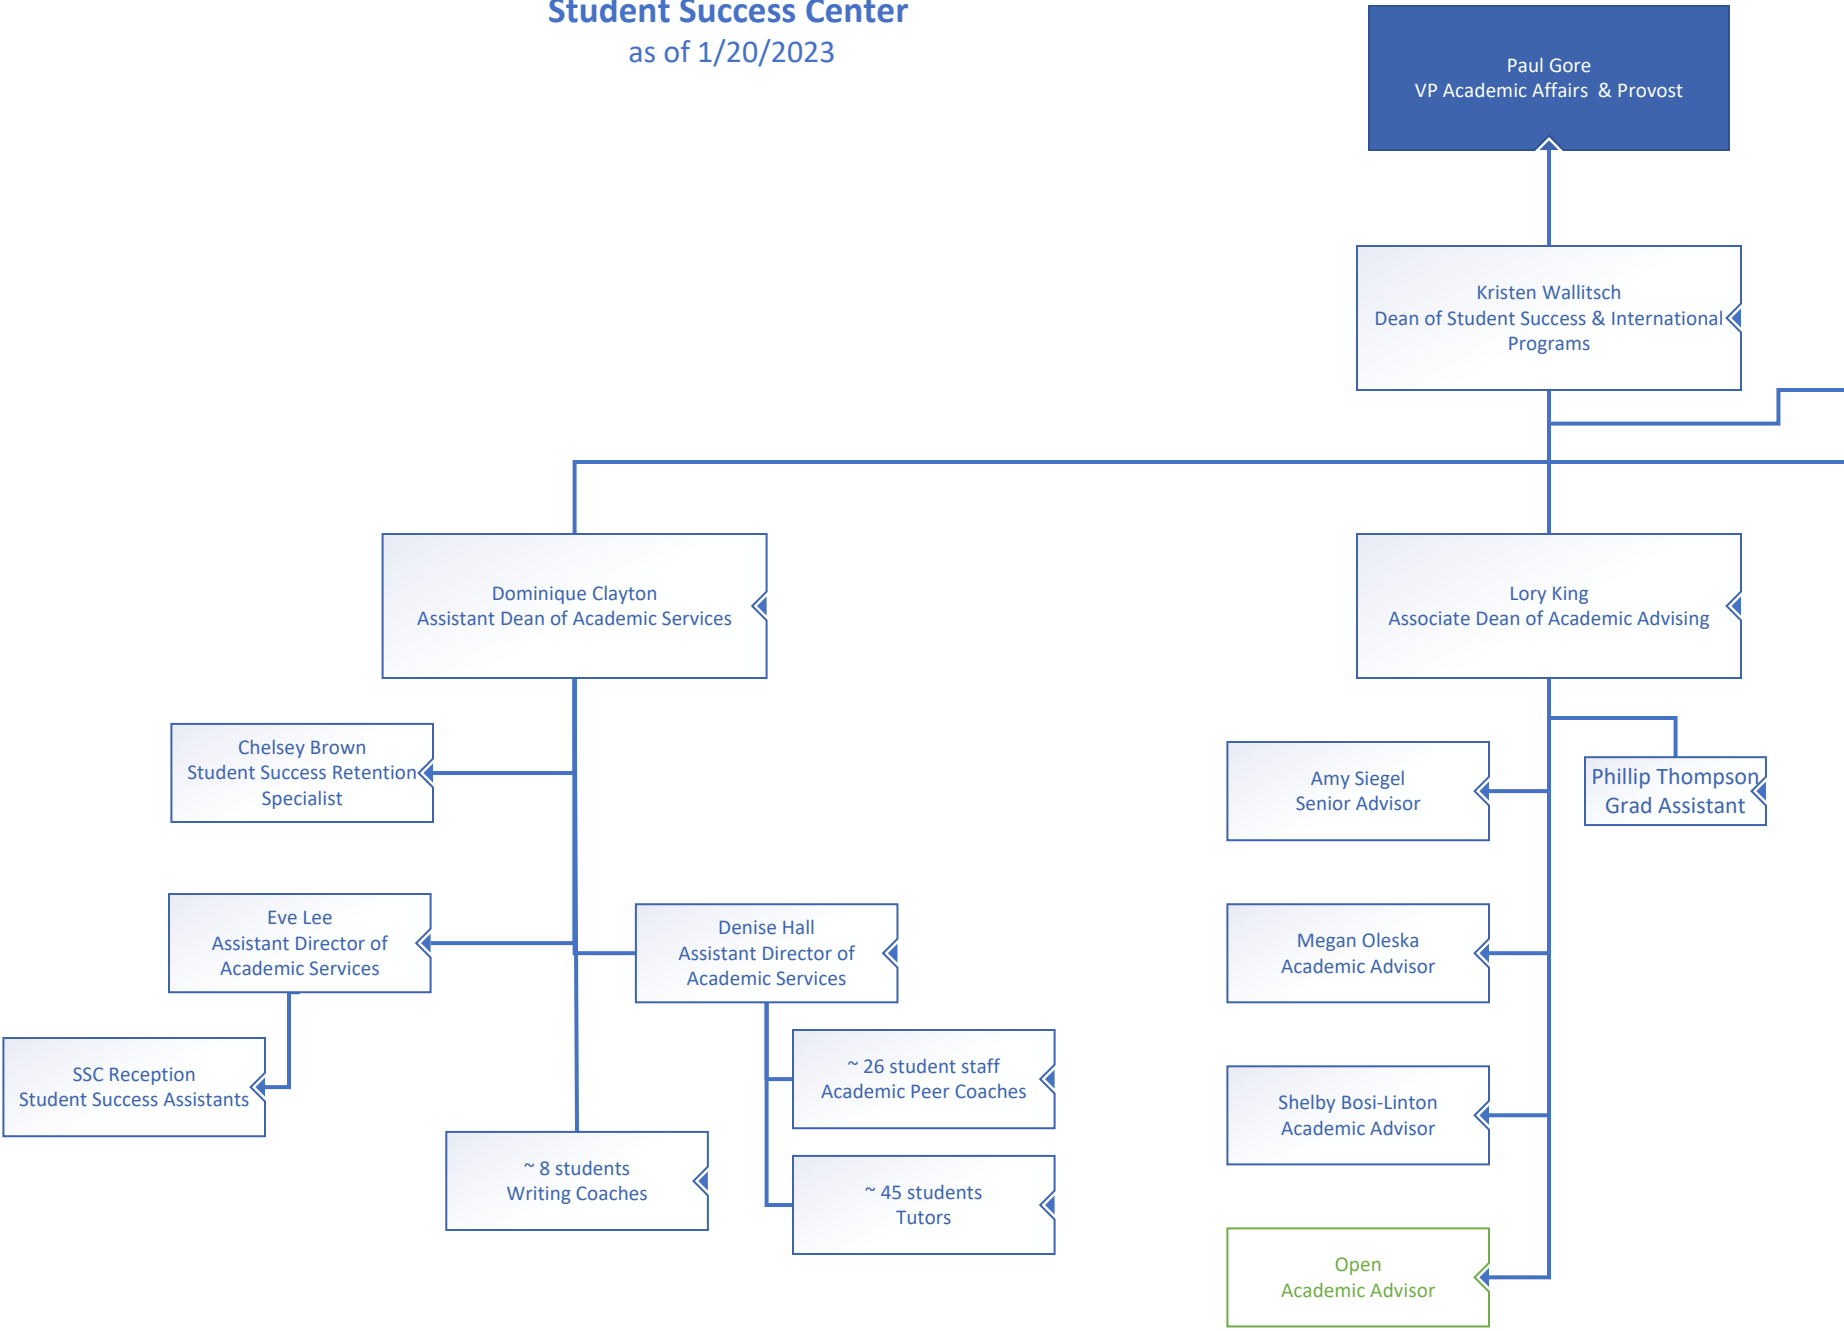 Student Success Center
as of 1/20/2023
Paul Gore
VP Academic Affairs & Provost
Kristen Wallitsch
Dean of Student Success & International
Programs
Dominique Clayton
Assistant Dean of Academic Services
Lory King
Associate Dean of Academic Advising
Chelsey Brown
Student Success Retention
Specialist
Amy Siegel
Senior Advisor
Phillip Thompson
Grad Assistant
Eve Lee
Assistant Director of
Academic Services
Denise Hall
Assistant Director of
Academic Services
Megan Oleska
Academic Advisor
SSC Reception
Student Success Assistants
~ 26 student staff
Academic Peer Coaches
Shelby Bosi-Linton
Academic Advisor
~ 8 students
Writing Coaches
~ 45 students
Tutors
Open
Academic Advisor